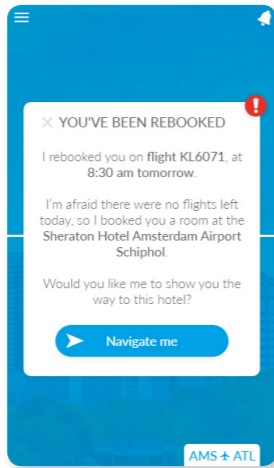 YOU'VE BEEN REBOOKED
I rebooked you on flight KL6071, at
8:30 am tomorrow.
I'm afraid there were no flights left
today, so I booked you a room at the
Sheraton Hotel Amsterdam Airport
Schiphol.
Would you like me to show you the
way to this hotel?
Navigate me
AMS ✈ ATL